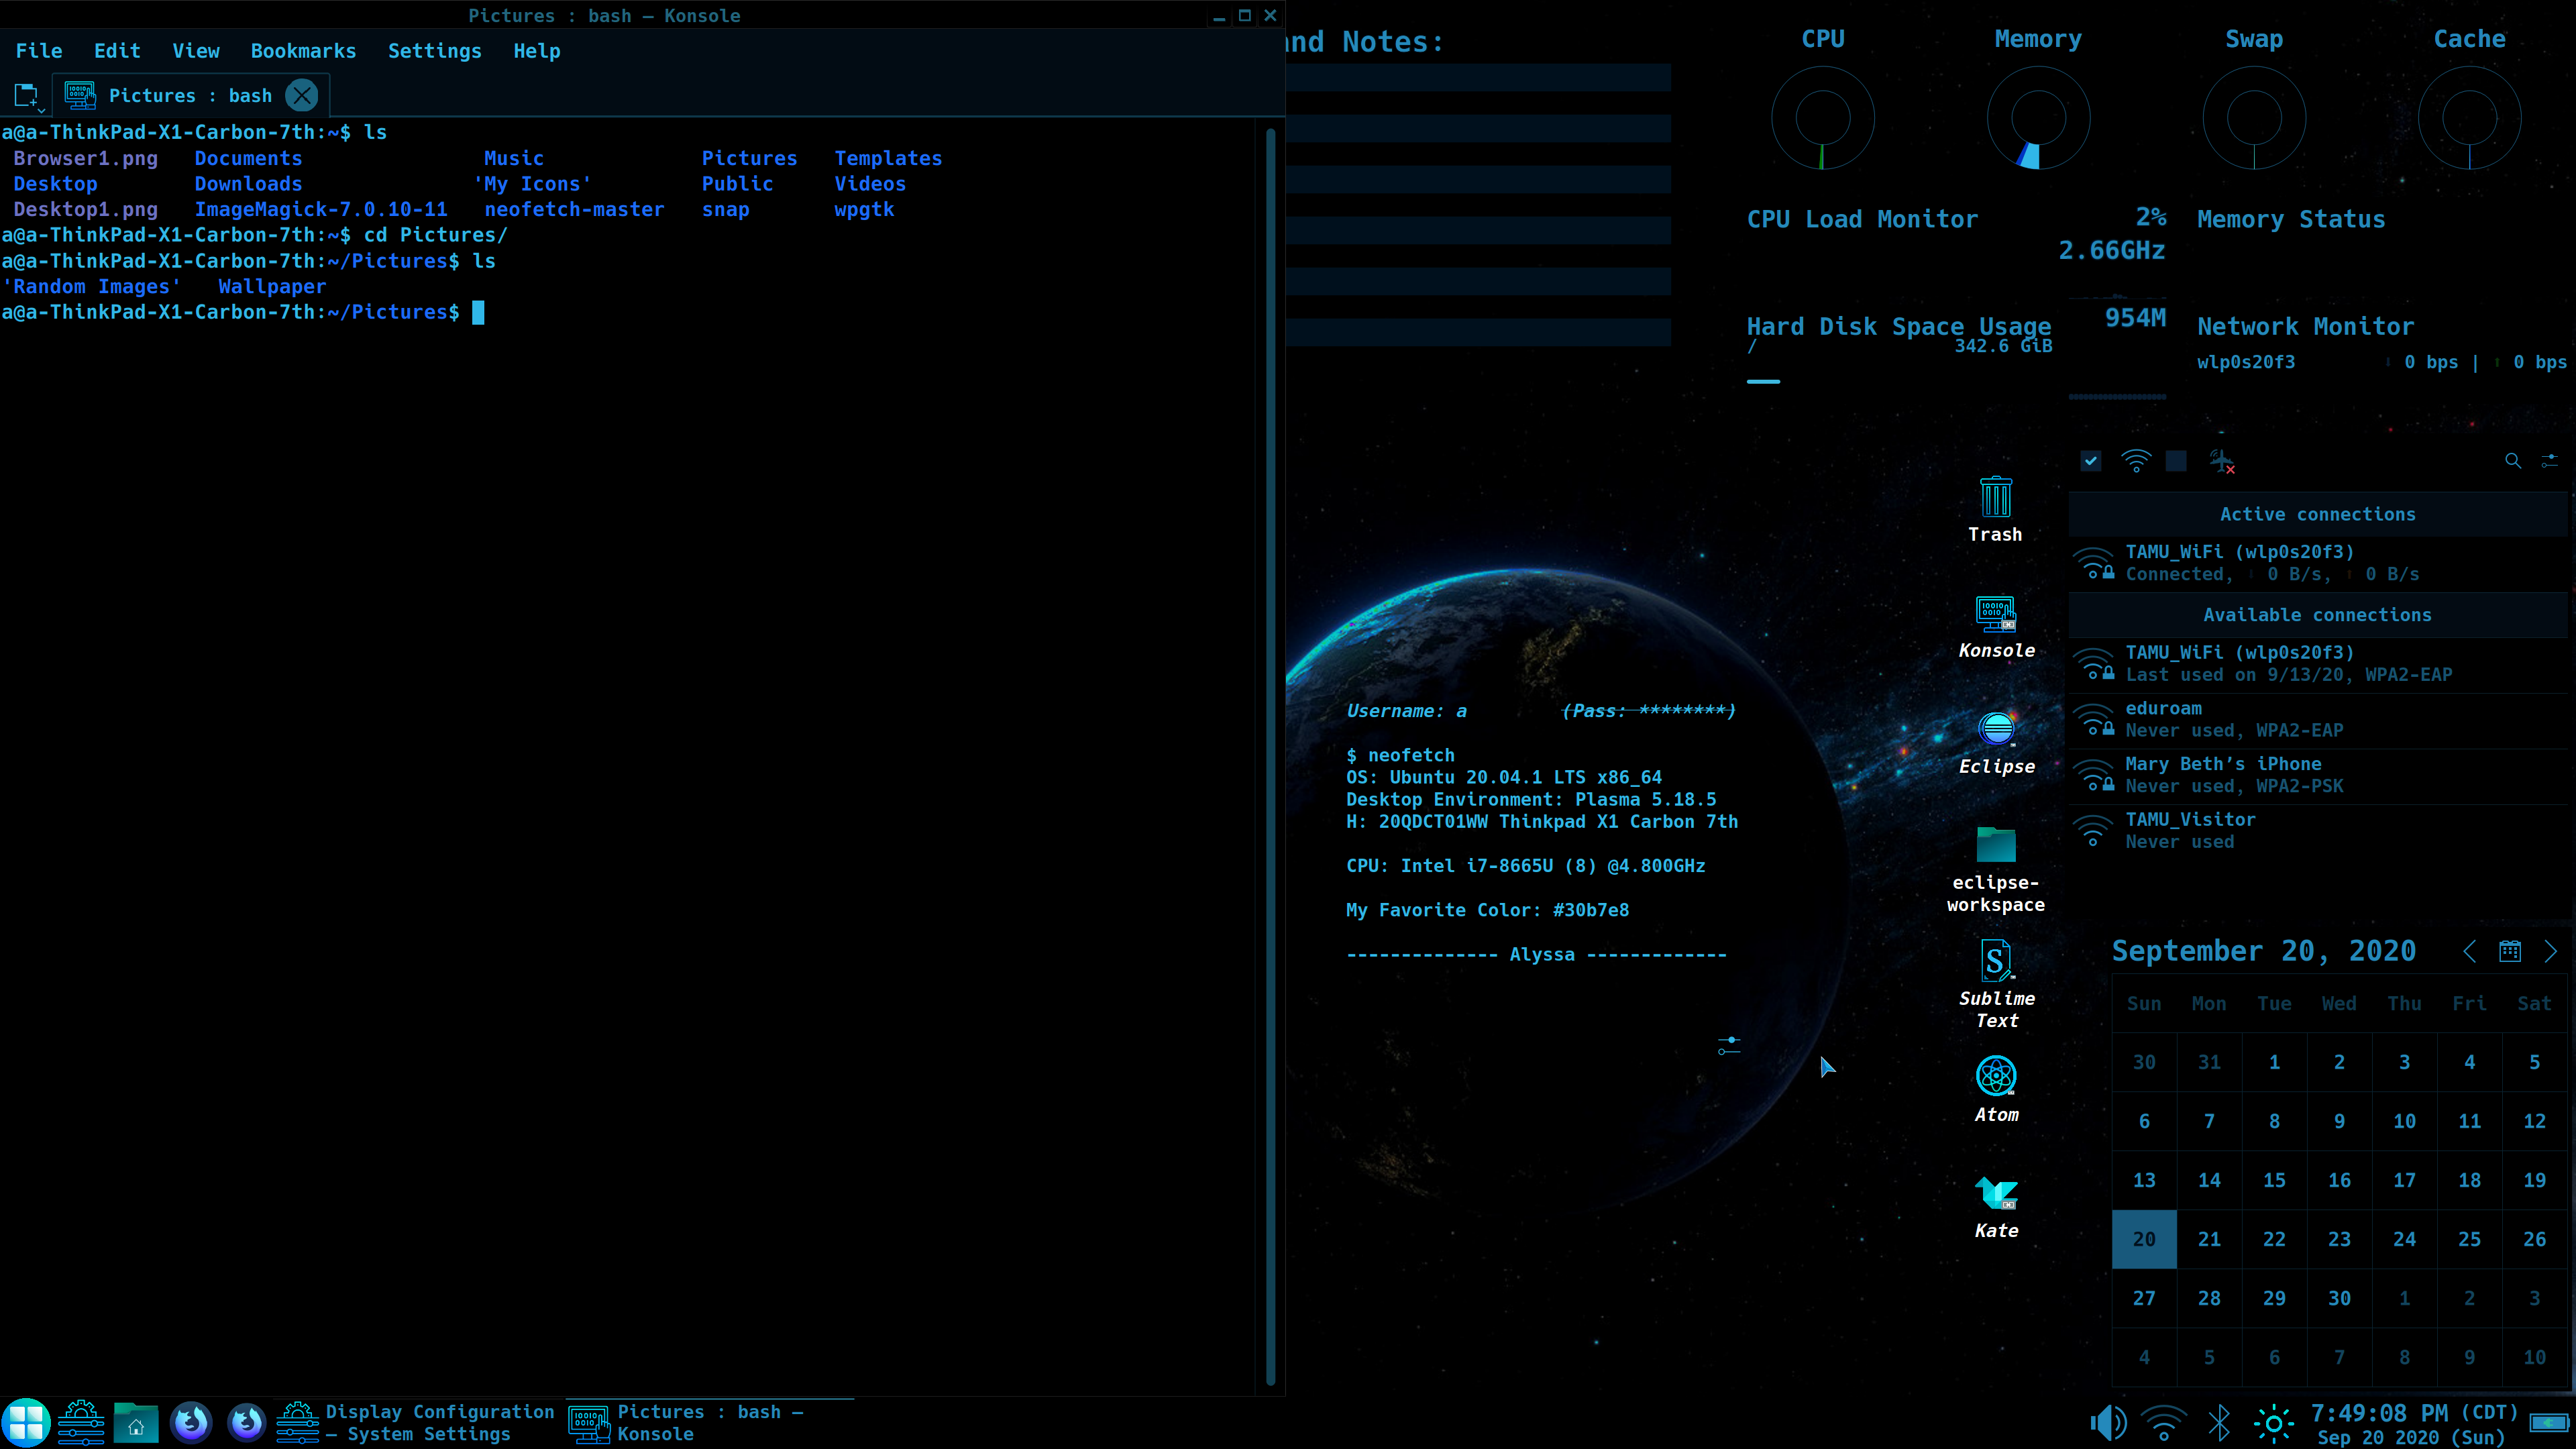 Pictures : bash — Konsole
File Edit View Bookmarks Settings Help
Pictures : bash
a@a-ThinkPad-X1-Carbon-7th:~$ ls
Browser1.png Documents Music Pictures Templates
Desktop Downloads 'My Icons' Public Videos
Desktop1.png ImageMagick-7.0.10-11 neofetch-master snap wpgtk
a@a-ThinkPad-X1-Carbon-7th:~$ cd Pictures/
a@a-ThinkPad-X1-Carbon-7th:~/Pictures$ ls
'Random Images' Wallpaper
a@a-ThinkPad-X1-Carbon-7th:~/Pictures$
and Notes:
CPU Memory Swap Cache
CPU Load Monitor 2%
2.66GHz
Memory Status
Hard Disk Space Usage
/ 342.6 GiB
954M
Network Monitor
wlp0s20f3 0 bps | 0 bps
Active connections
TAMU_WiFi (wlp0s20f3)
Connected, 0 B/s, 0 B/s
Available connections
TAMU_WiFi (wlp0s20f3)
Last used on 9/13/20, WPA2-EAP
eduroam
Never used, WPA2-EAP
Mary Beth’s iPhone
Never used, WPA2-PSK
TAMU_Visitor
Never used
Trash
Konsole
Eclipse
eclipse-
workspace
Sublime
Text
Atom
Kate
Username: a (Pass: ********)
$ neofetch
OS: Ubuntu 20.04.1 LTS x86_64
Desktop Environment: Plasma 5.18.5
H: 20QDCT01WW Thinkpad X1 Carbon 7th
CPU: Intel i7-8665U (8) @4.800GHz
My Favorite Color: #30b7e8
-------------- Alyssa -------------
September 20, 2020
Sun Mon Tue Wed Thu Fri Sat
30 31 1 2 3 4 5
6 7 8 9 10 11 12
13 14 15 16 17 18 19
20 21 22 23 24 25 26
27 28 29 30 1 2 3
4 5 6 7 8 9 10
Display Configuration
— System Settings
Pictures : bash —
Konsole
7:49:08 PM (CDT)
Sep 20 2020 (Sun)